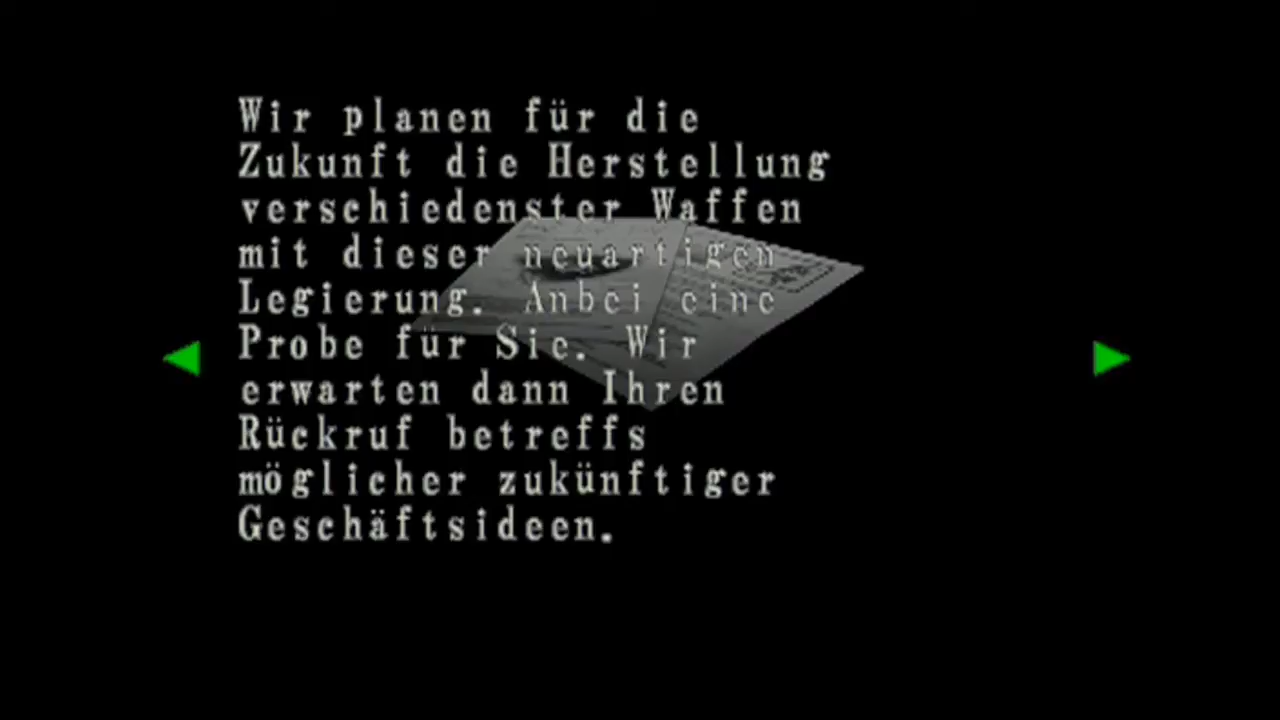 Wir planen für die
Zukunft die Herstellung
verschiedenster Waffen
mit dieser neuartigen
Legierung. Anbei eine
Probe für Sie. Wir
erwarten dann Ihren
Rückruf betreffs
möglicher zukünftiger
Geschäftsideen.